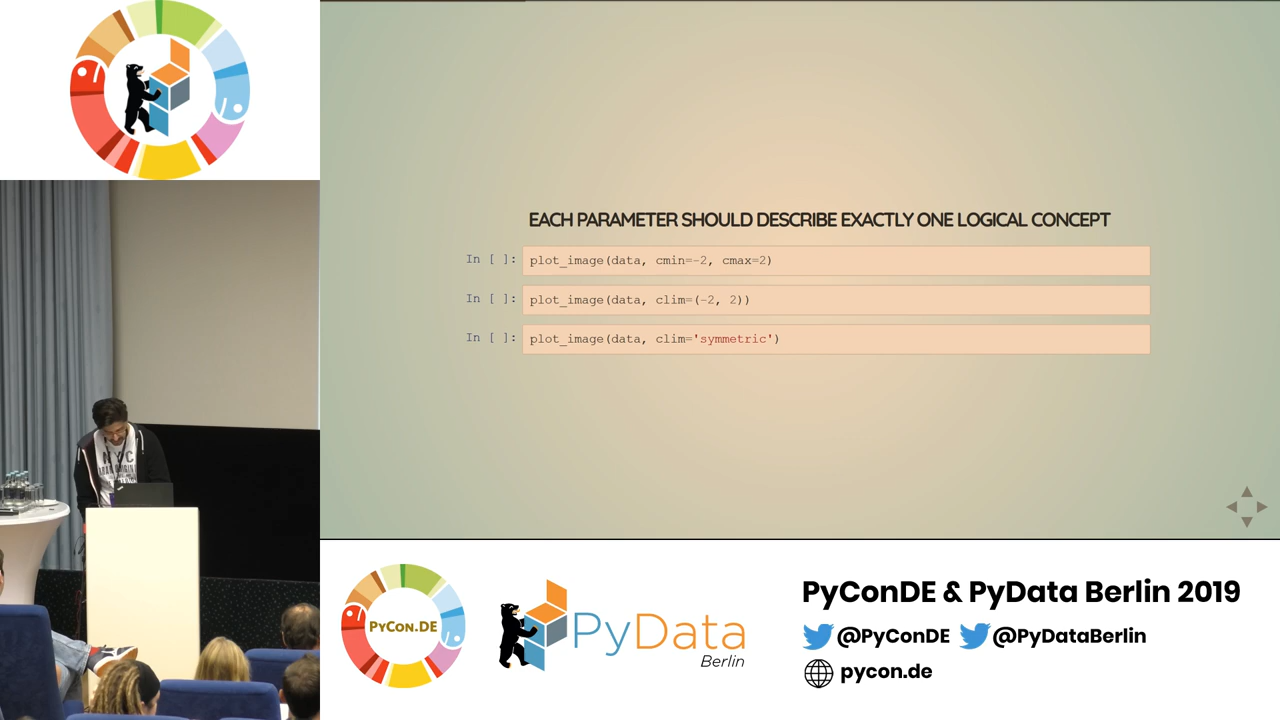 EACH PARAMETER SHOULD DESCRIBE EXACTLY ONE LOGICAL CONCEPT
In [ ]: plot_image(data, cmin=-2, cmax=2)
In [ ]: plot_image(data, clim=(-2, 2))
In [ ]: plot_image(data, clim='symmetric')
NYC
PYCON.DE
PyData
Berlin
PyConDE & PyData Berlin 2019
@PyConDE @PyDataBerlin
pycon.de